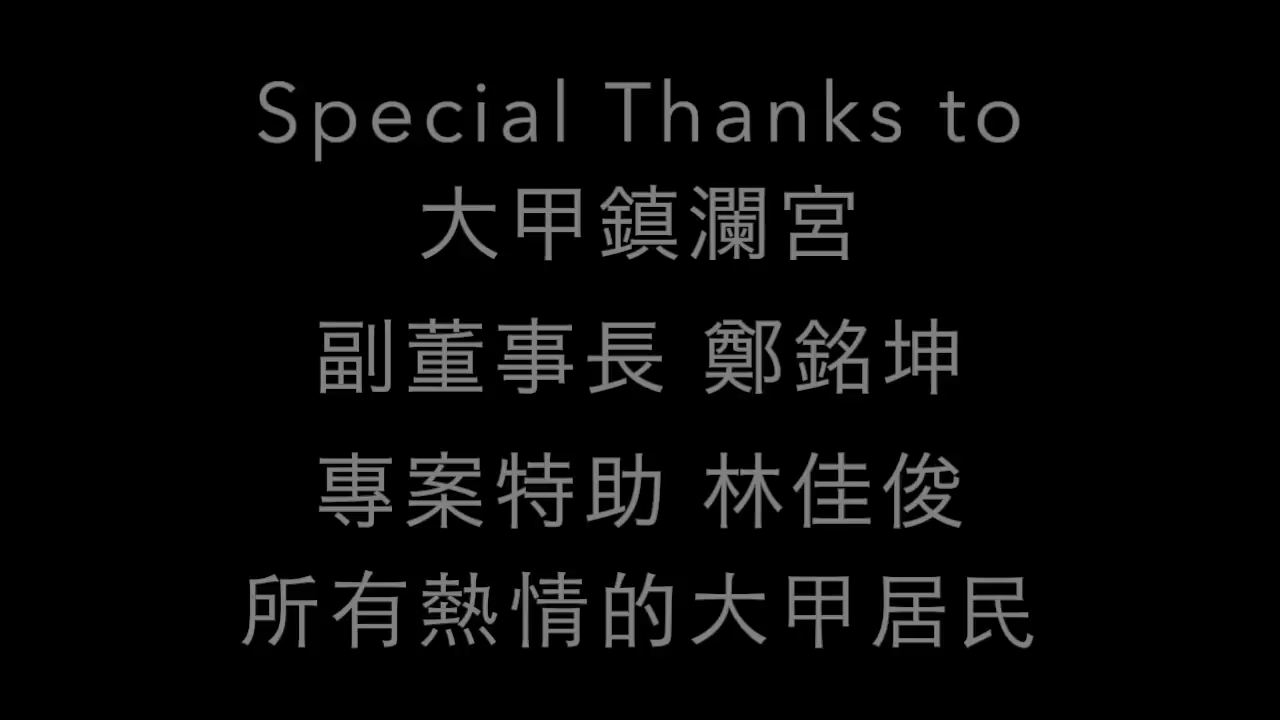 Special Thanks to
大甲鎮瀾宮
副董事長 鄭銘坤
專案特助 林佳俊
所有熱情的大甲居民